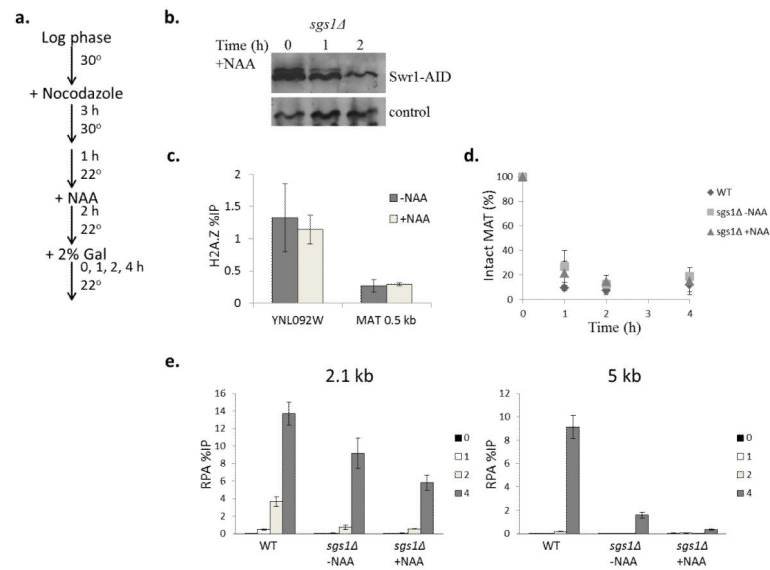 a.
Log phase
30º
+ Nocodazole
3 h
30º
1 h
22º
+ NAA
2 h
22º
+ 2% Gal
0, 1, 2, 4 h
22º
b.
sgs1Δ
Time (h) 0 1 2
+NAA
Swr1-AID
control
c.
H2A.Z %IP
2
1.5
1
0.5
0
-NAA
+NAA
YNL092W MAT 0.5 kb
d.
Intact MAT (%)
100
80
60
40
20
0
0 1 2 3 4
Time (h)
WT
sgs1Δ -NAA
sgs1Δ +NAA
e.
2.1 kb
RPA %IP
16
14
12
10
8
6
4
2
0
WT sgs1Δ sgs1Δ
-NAA +NAA
0
1
2
4
5 kb
RPA %IP
12
10
8
6
4
2
0
WT sgs1Δ sgs1Δ
-NAA +NAA
0
1
2
4